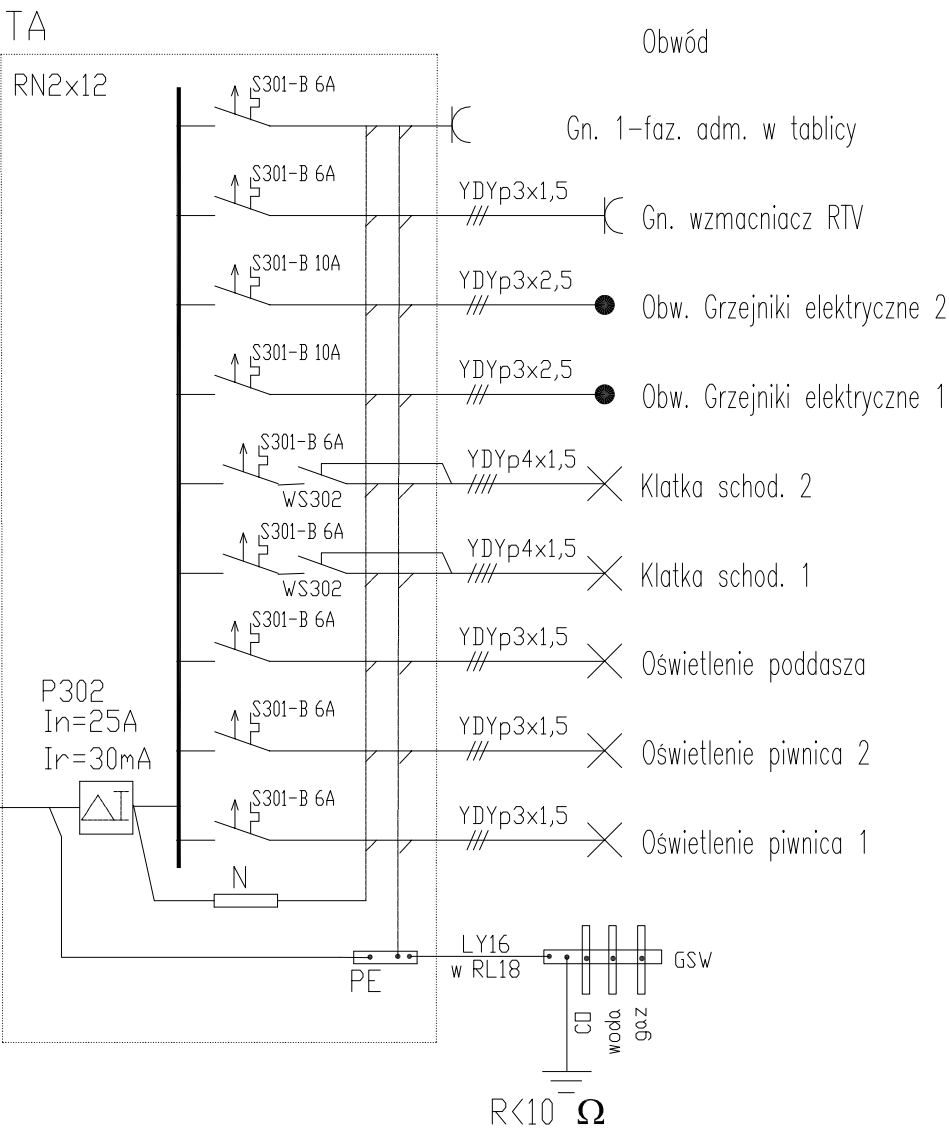 TA
Obwód
RN2x12
S301-B 6A
Gn. 1-faz. adm. w tablicy
S301-B 6A
YDYp3x1,5
Gn. wzmacniacz RTV
S301-B 10A
YDYp3x2,5
Obw. Grzejniki elektryczne 2
S301-B 10A
YDYp3x2,5
Obw. Grzejniki elektryczne 1
S301-B 6A
WS302
YDYp4x1,5
Klatka schod. 2
S301-B 6A
WS302
YDYp4x1,5
Klatka schod. 1
S301-B 6A
YDYp3x1,5
Oświetlenie poddasza
P302
In=25A
Ir=30mA
S301-B 6A
YDYp3x1,5
Oświetlenie piwnica 2
S301-B 6A
YDYp3x1,5
Oświetlenie piwnica 1
N
PE
LY16
w RL18
GSW
CO
woda
gaz
R<10 Ω